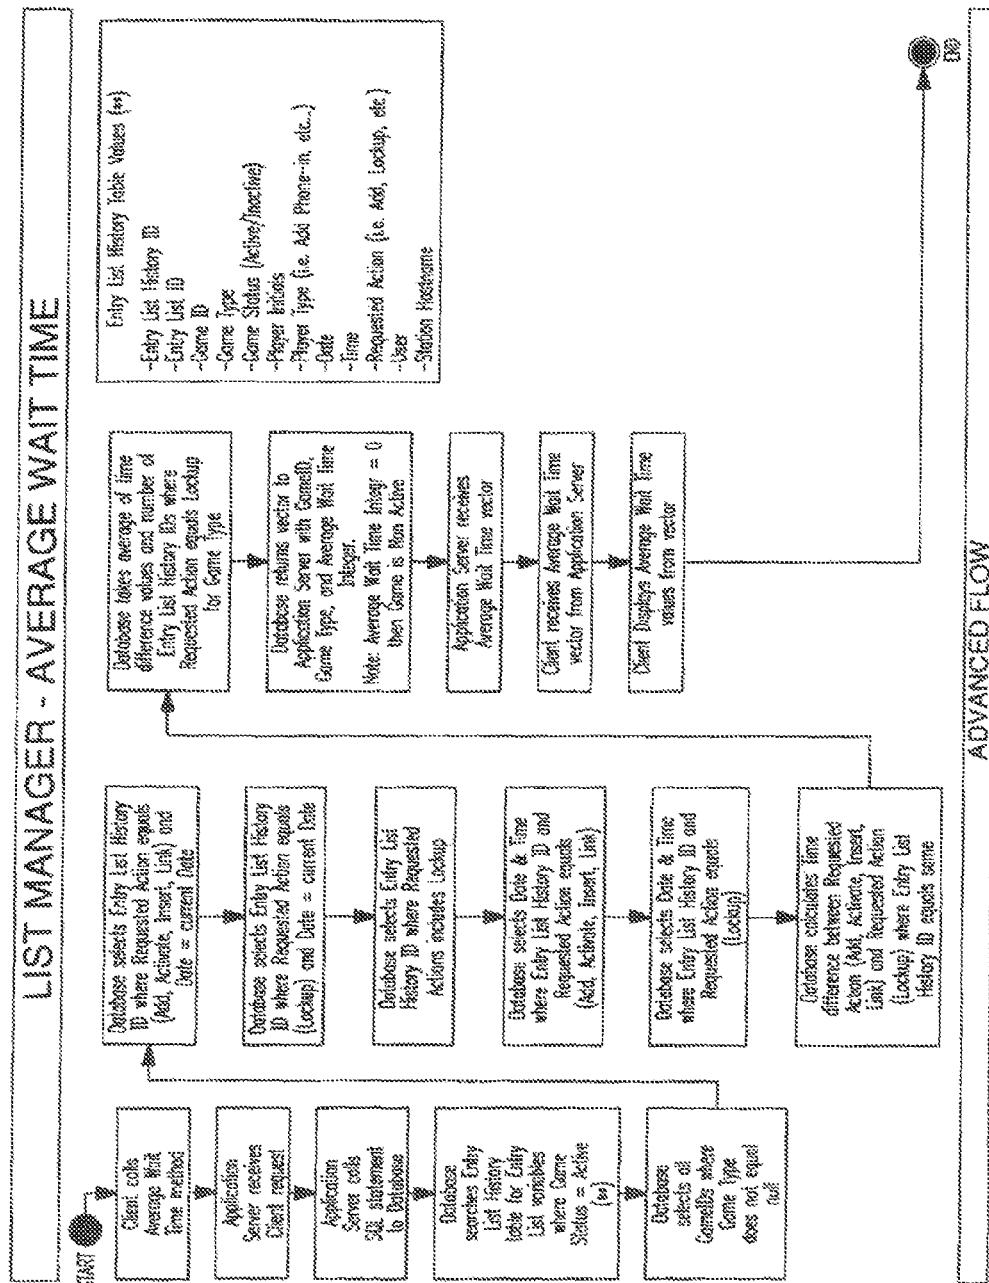 LIST MANAGER - AVERAGE WAIT TIME
START
Client calls
Average Wait
Time method
Application
Server receives
Client request
Application
Server calls
SQL statement
to Database
Database
searches Entry
List History
table for Entry
List variables
where Game
Status = Active
(**)
Database
selects all
GameIDs where
Game Type
does not equal
null
Database selects Entry List History
ID where Requested Action equals
(Add, Activate, Insert, Link) and
Date = current Date
Database selects Entry List History
ID where Requested Action equals
(Lockup) and Date = current Date
Database selects Entry List
History ID where Requested
Actions includes Lockup
Database selects Date & Time
where Entry List History ID and
Requested Action equals
(Add, Activate, Insert, Link)
Database selects Date & Time
where Entry List History ID and
Requested Action equals
(Lockup)
Database calculates time
difference between Requested
Action (Add, Activate, Insert,
Link) and Requested Action
(Lockup) where Entry List
History ID equals same
Database takes average of time
difference values and number of
Entry List History IDs where
Requested Action equals Lockup
for Game Type
Database returns vector to
Application Server with GameID,
Game Type, and Average Wait Time
Integer.
Note: Average Wait Time Integr = 0
then Game is Non Active
Application Server receives
Average Wait Time vector
Client receives Average Wait Time
vector from Application Server
Client Displays Average Wait Time
values from vector
Entry List History Table Values (**)
-Entry List History ID
-Entry List ID
-Game ID
-Game Type
-Game Status (Active/Inactive)
-Player Initials
-Player Type (i.e. Add Phone-in, etc...)
-Date
-Time
-Requested Action (i.e. Add, Lockup, etc )
-User
-Station Hostname
END
ADVANCED FLOW